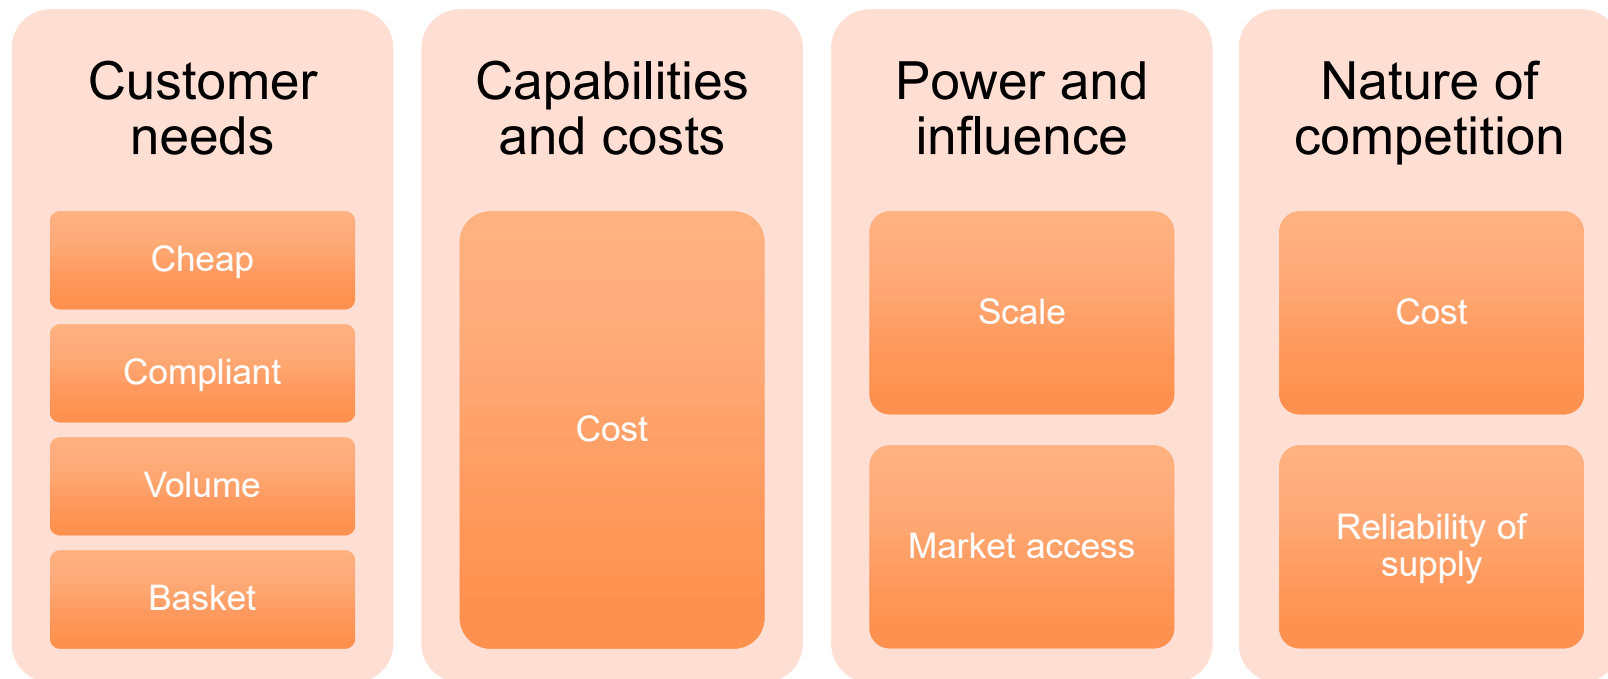 Customer
needs
Cheap
Compliant
Volume
Basket
Capabilities
and costs
Cost
Power and
influence
Scale
Market access
Nature of
competition
Cost
Reliability of
supply